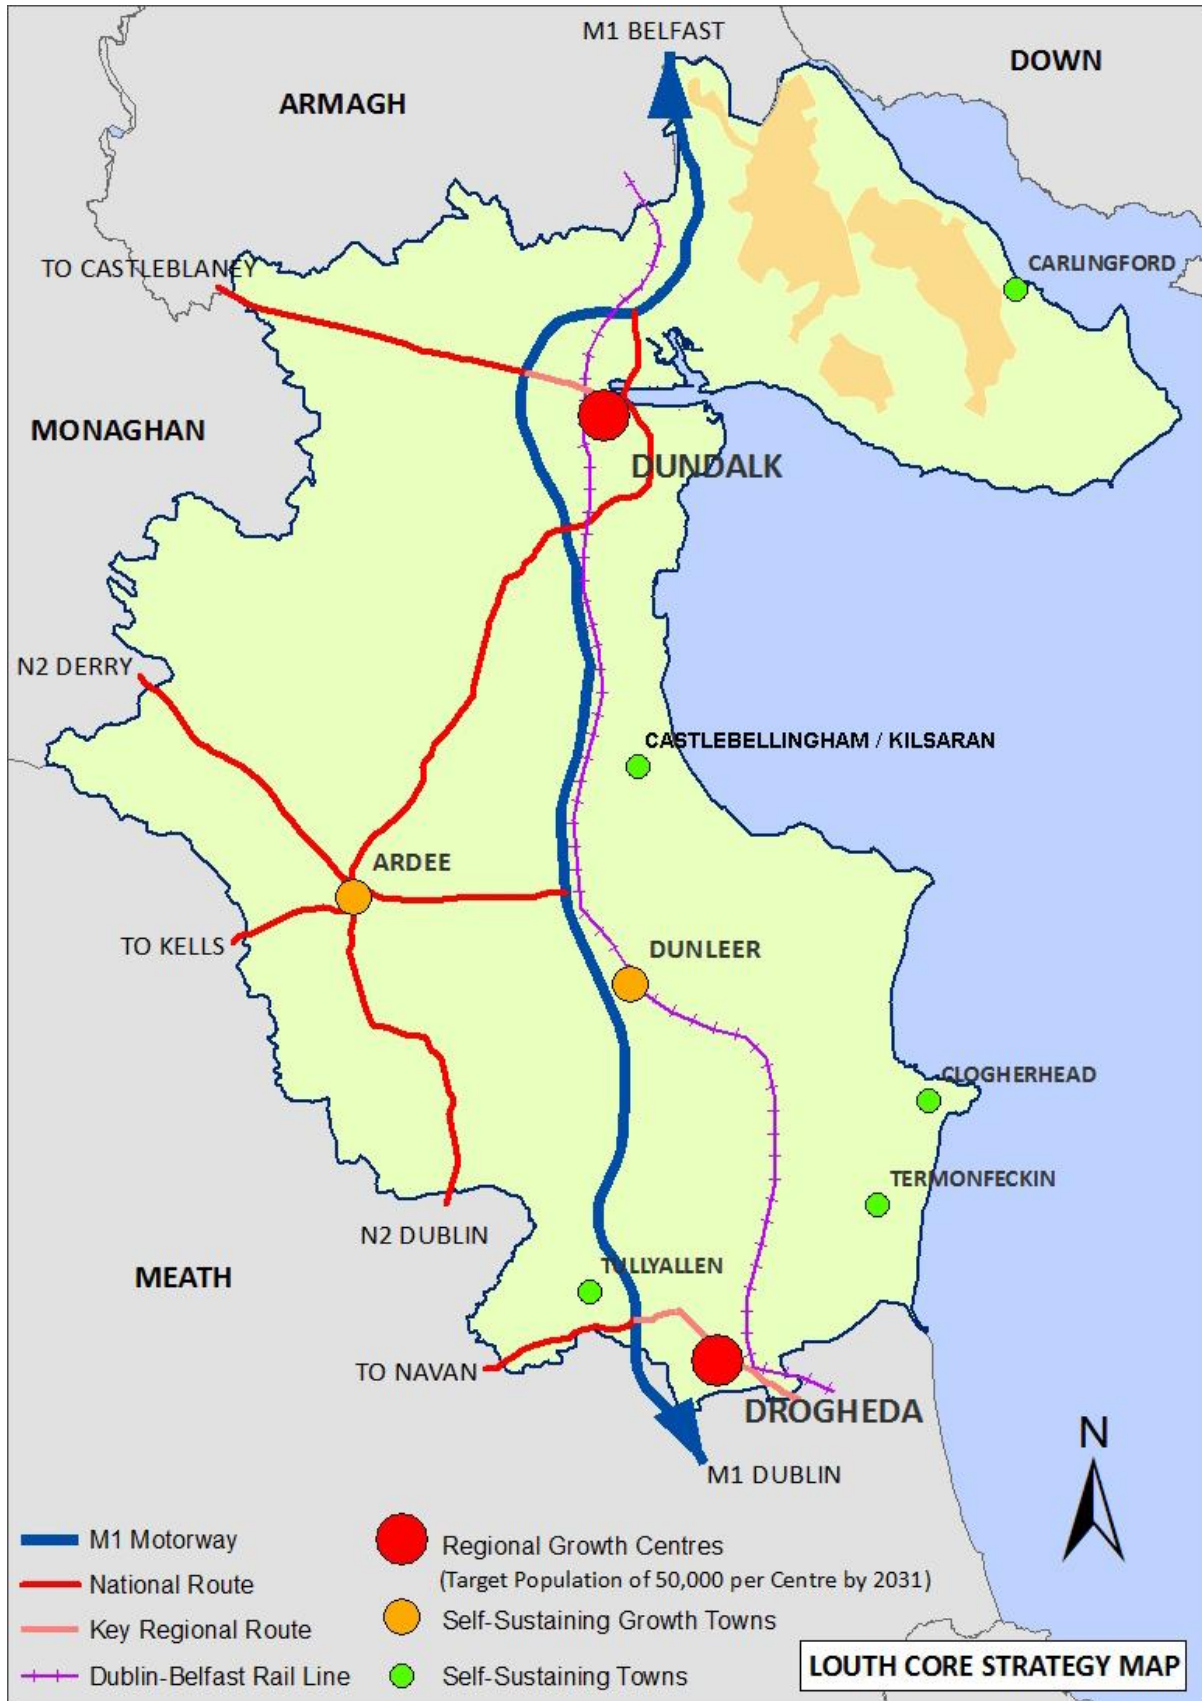 M1 BELFAST
DOWN
ARMAGH
CARLINGFORD
TO CASTLEBLANEY
MONAGHAN
DUNDALK
N2 DERRY
CASTLEBELLINGHAM / KILSARAN
ARDEE
TO KELLS
DUNLEER
CLOGHERHEAD
TERMONFECKIN
N2 DUBLIN
TULLYALLEN
MEATH
TO NAVAN
DROGHEDA
M1 DUBLIN
N
M1 Motorway
National Route
Key Regional Route
Dublin-Belfast Rail Line
Regional Growth Centres
(Target Population of 50,000 per Centre by 2031)
Self-Sustaining Growth Towns
Self-Sustaining Towns
LOUTH CORE STRATEGY MAP